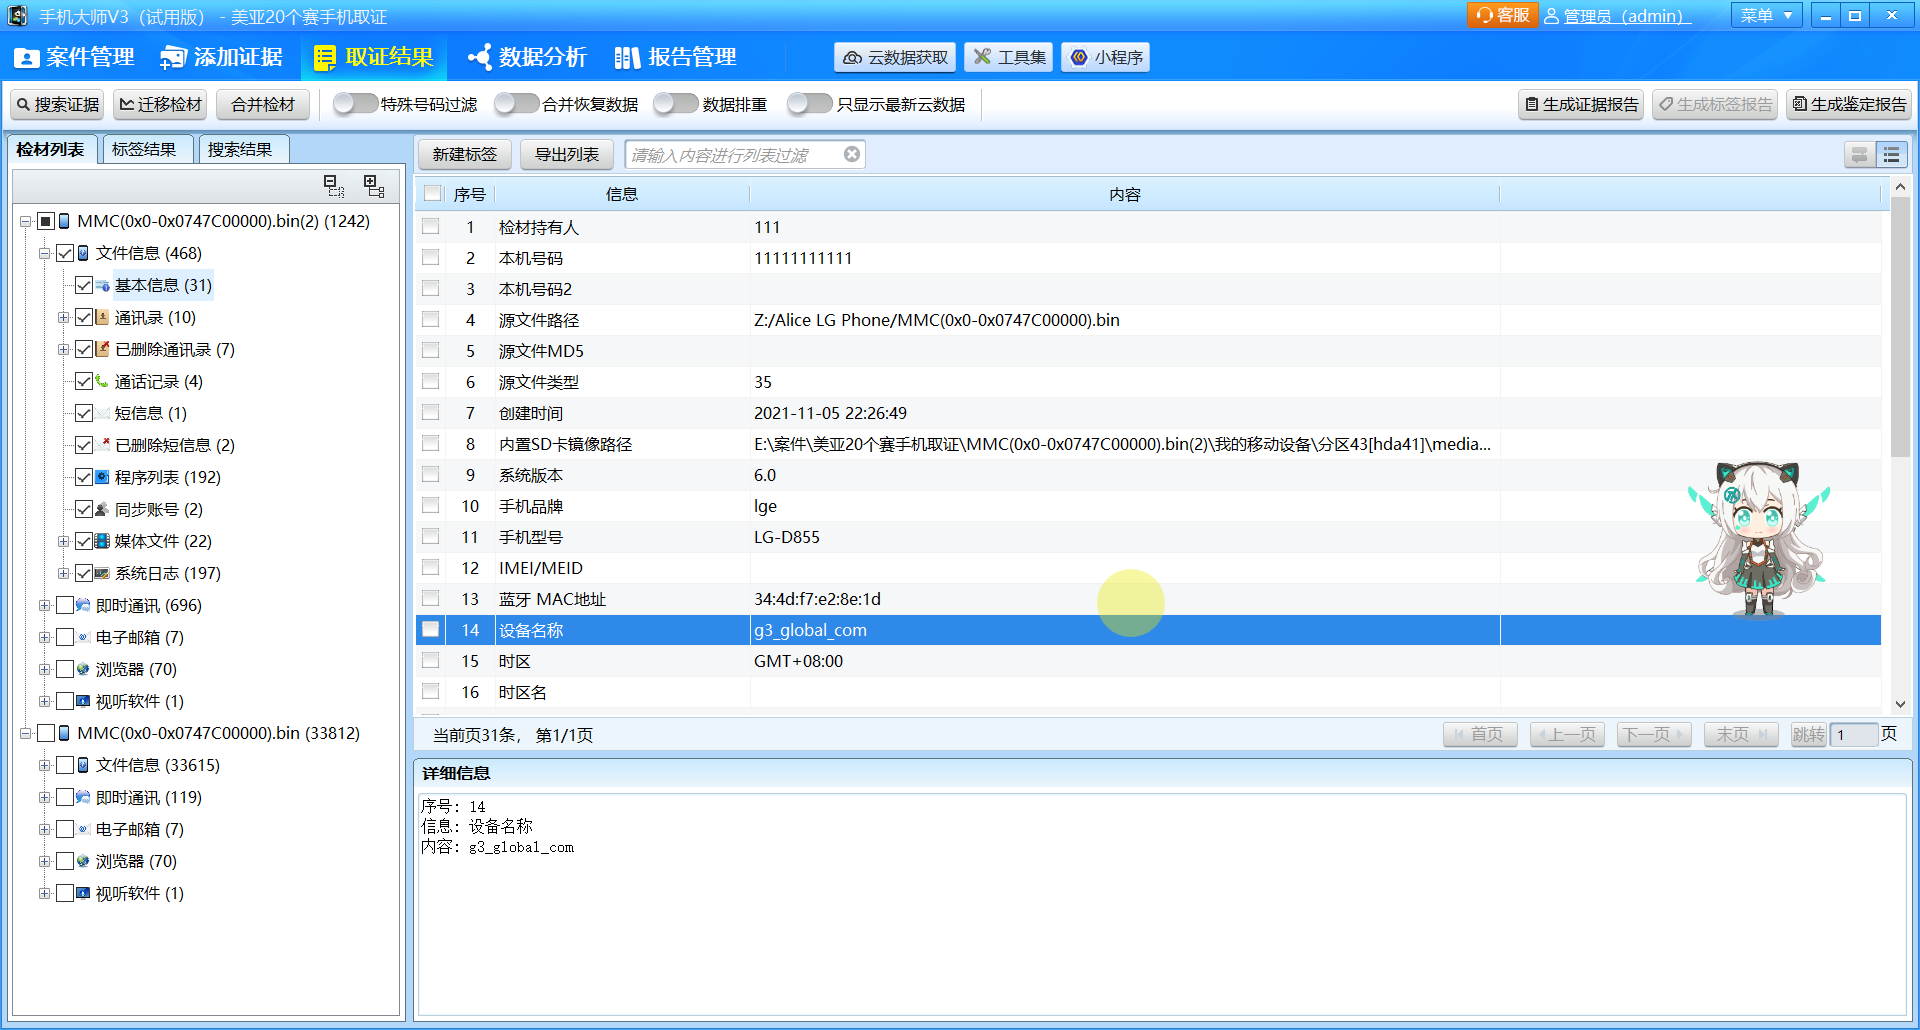 手机大师V3（试用版） - 美亚20个赛手机取证
客服 管理员（admin） 菜单
案件管理 添加证据 取证结果 数据分析 报告管理 云数据获取 工具集 小程序
搜索证据 迁移检材 合并检材 特殊号码过滤 合并恢复数据 数据排重 只显示最新云数据 生成证据报告 生成标签报告 生成鉴定报告
检材列表 标签结果 搜索结果
MMC(0x0-0x0747C00000).bin(2) (1242)
文件信息 (468)
基本信息 (31)
通讯录 (10)
已删除通讯录 (7)
通话记录 (4)
短信息 (1)
已删除短信息 (2)
程序列表 (192)
同步账号 (2)
媒体文件 (22)
系统日志 (197)
即时通讯 (696)
电子邮箱 (7)
浏览器 (70)
视听软件 (1)
MMC(0x0-0x0747C00000).bin (33812)
文件信息 (33615)
即时通讯 (119)
电子邮箱 (7)
浏览器 (70)
视听软件 (1)
新建标签 导出列表 请输入内容进行列表过滤
序号 信息 内容
1 检材持有人 111
2 本机号码 11111111111
3 本机号码2
4 源文件路径 Z:/Alice LG Phone/MMC(0x0-0x0747C00000).bin
5 源文件MD5
6 源文件类型 35
7 创建时间 2021-11-05 22:26:49
8 内置SD卡镜像路径 E:\案件\美亚20个赛手机取证\MMC(0x0-0x0747C00000).bin(2)\我的移动设备\分区43[hda41]\media...
9 系统版本 6.0
10 手机品牌 lge
11 手机型号 LG-D855
12 IMEI/MEID
13 蓝牙 MAC地址 34:4d:f7:e2:8e:1d
14 设备名称 g3_global_com
15 时区 GMT+08:00
16 时区名
当前页31条， 第1/1页 首页 上一页 下一页 末页 跳转 1 页
详细信息
序号: 14
信息: 设备名称
内容: g3_global_com